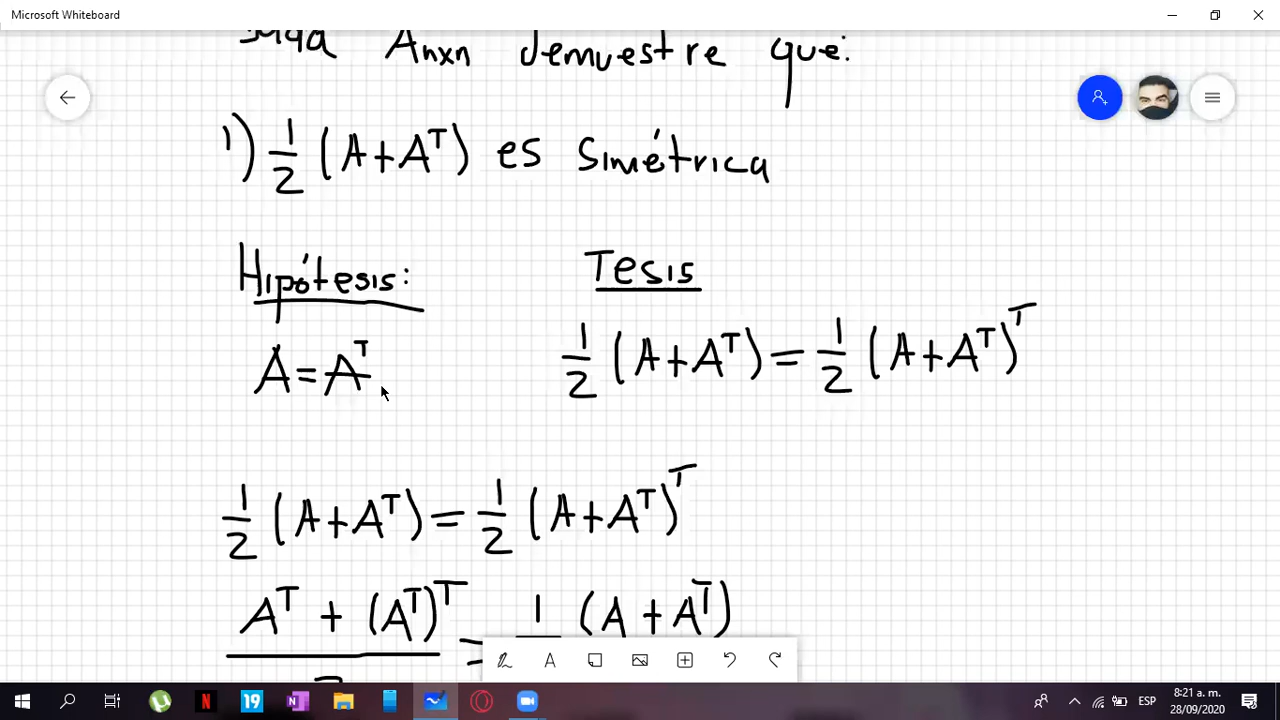 Microsoft Whiteboard
Anxn demuestre que:
1) 1/2 (A+A^T) es simétrica
Hipótesis:
Tesis
A=A^T
1/2 (A+A^T) = 1/2 (A+A^T)^T
1/2 (A+A^T) = 1/2 (A+A^T)^T
A^T + (A^T)^T = 1 (A + A^T)
A
N
19
N
ESP
8:21 a. m.
28/09/2020